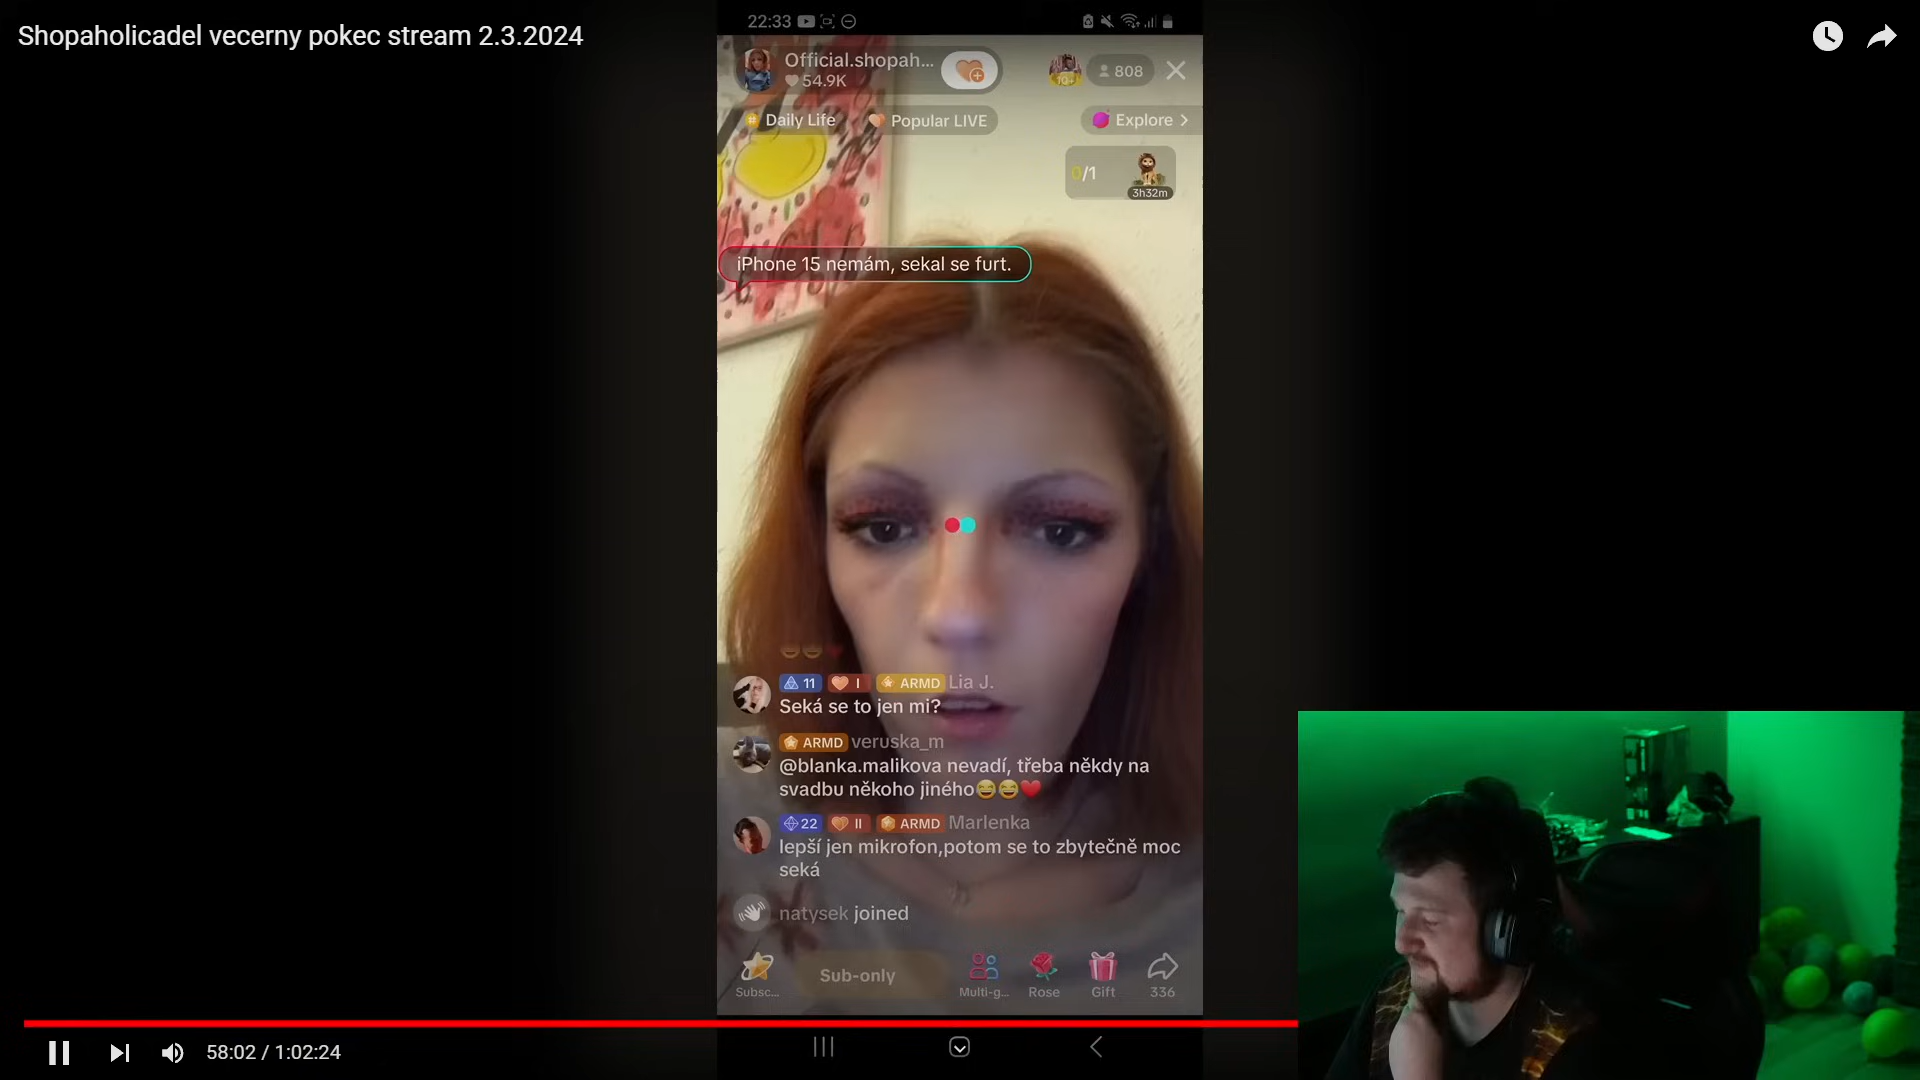 Shopaholicadel vecerny pokec stream 2.3.2024
22:33
Official.shopah...
54.9K
10+
808
Daily Life
Popular LIVE
Explore
0/1
3h32m
iPhone 15 nemám, sekal se furt.
11 I ARMD Lia J.
Seká se to jen mi?
ARMD veruska_m
@blanka.malikova nevadí, třeba někdy na
svadbu někoho jiného😂😂❤️
22 II ARMD Marlenka
lepší jen mikrofon,potom se to zbytečně moc
seká
natysek joined
Subsc...
Sub-only
Multi-g...
Rose
Gift
336
58:02 / 1:02:24